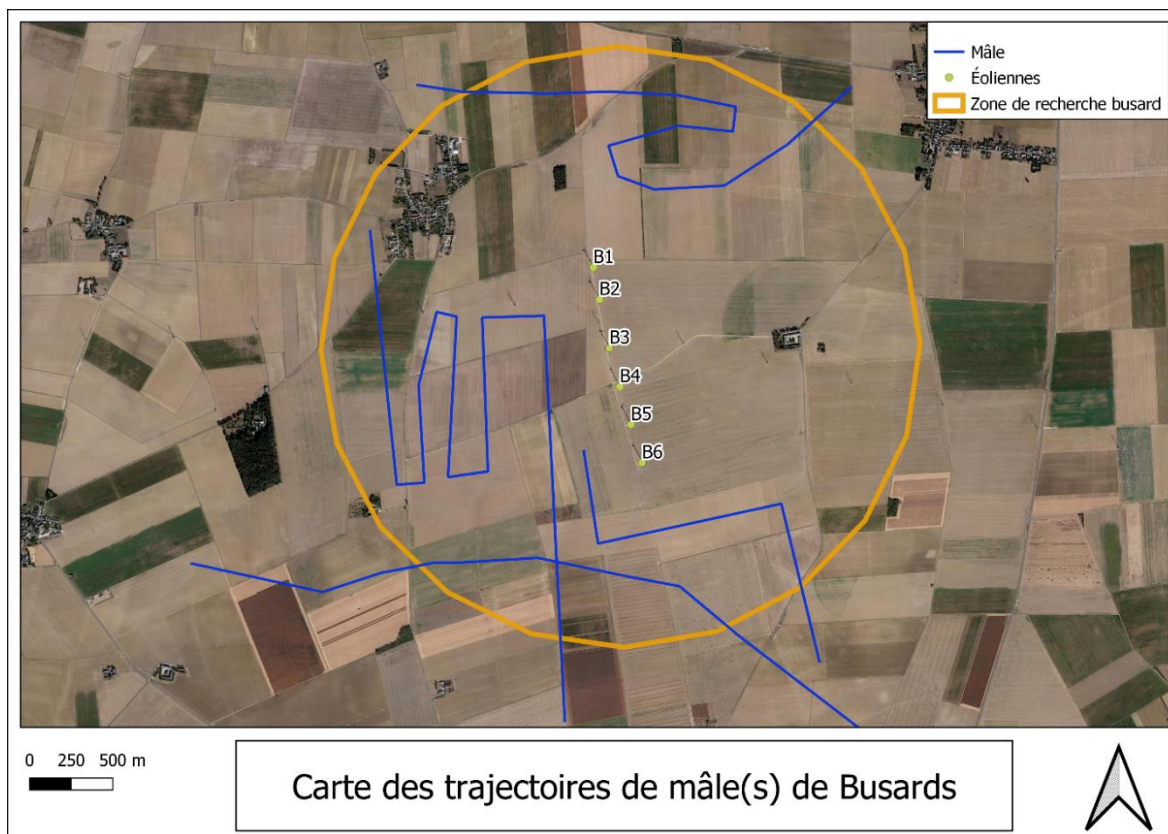 Mâle
Éoliennes
Zone de recherche busard
B1
B2
B3
B4
B5
B6
0 250 500 m
Carte des trajectoires de mâle(s) de Busards